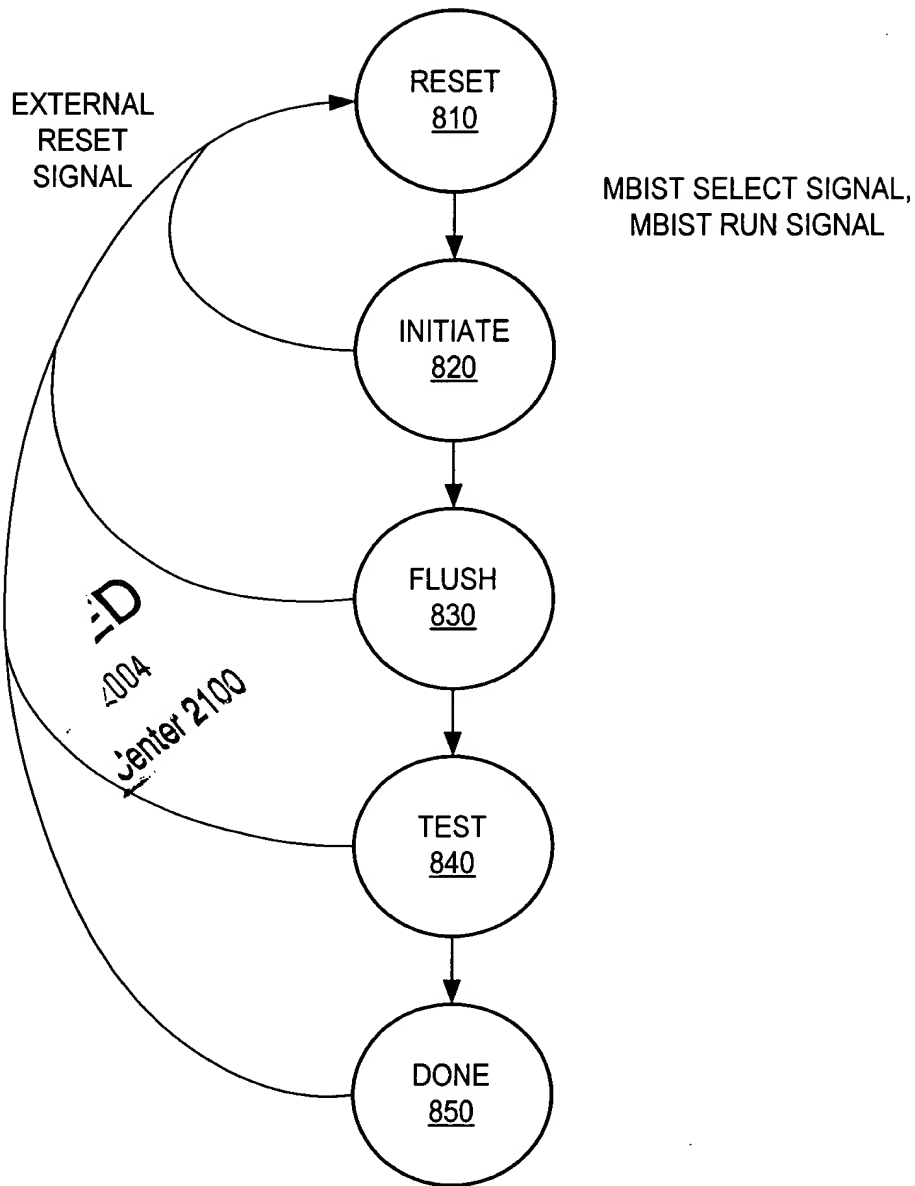 RESET
810
EXTERNAL
RESET
SIGNAL
MBIST SELECT SIGNAL,
MBIST RUN SIGNAL
INITIATE
820
FLUSH
830
2100
TEST
840
DONE
850